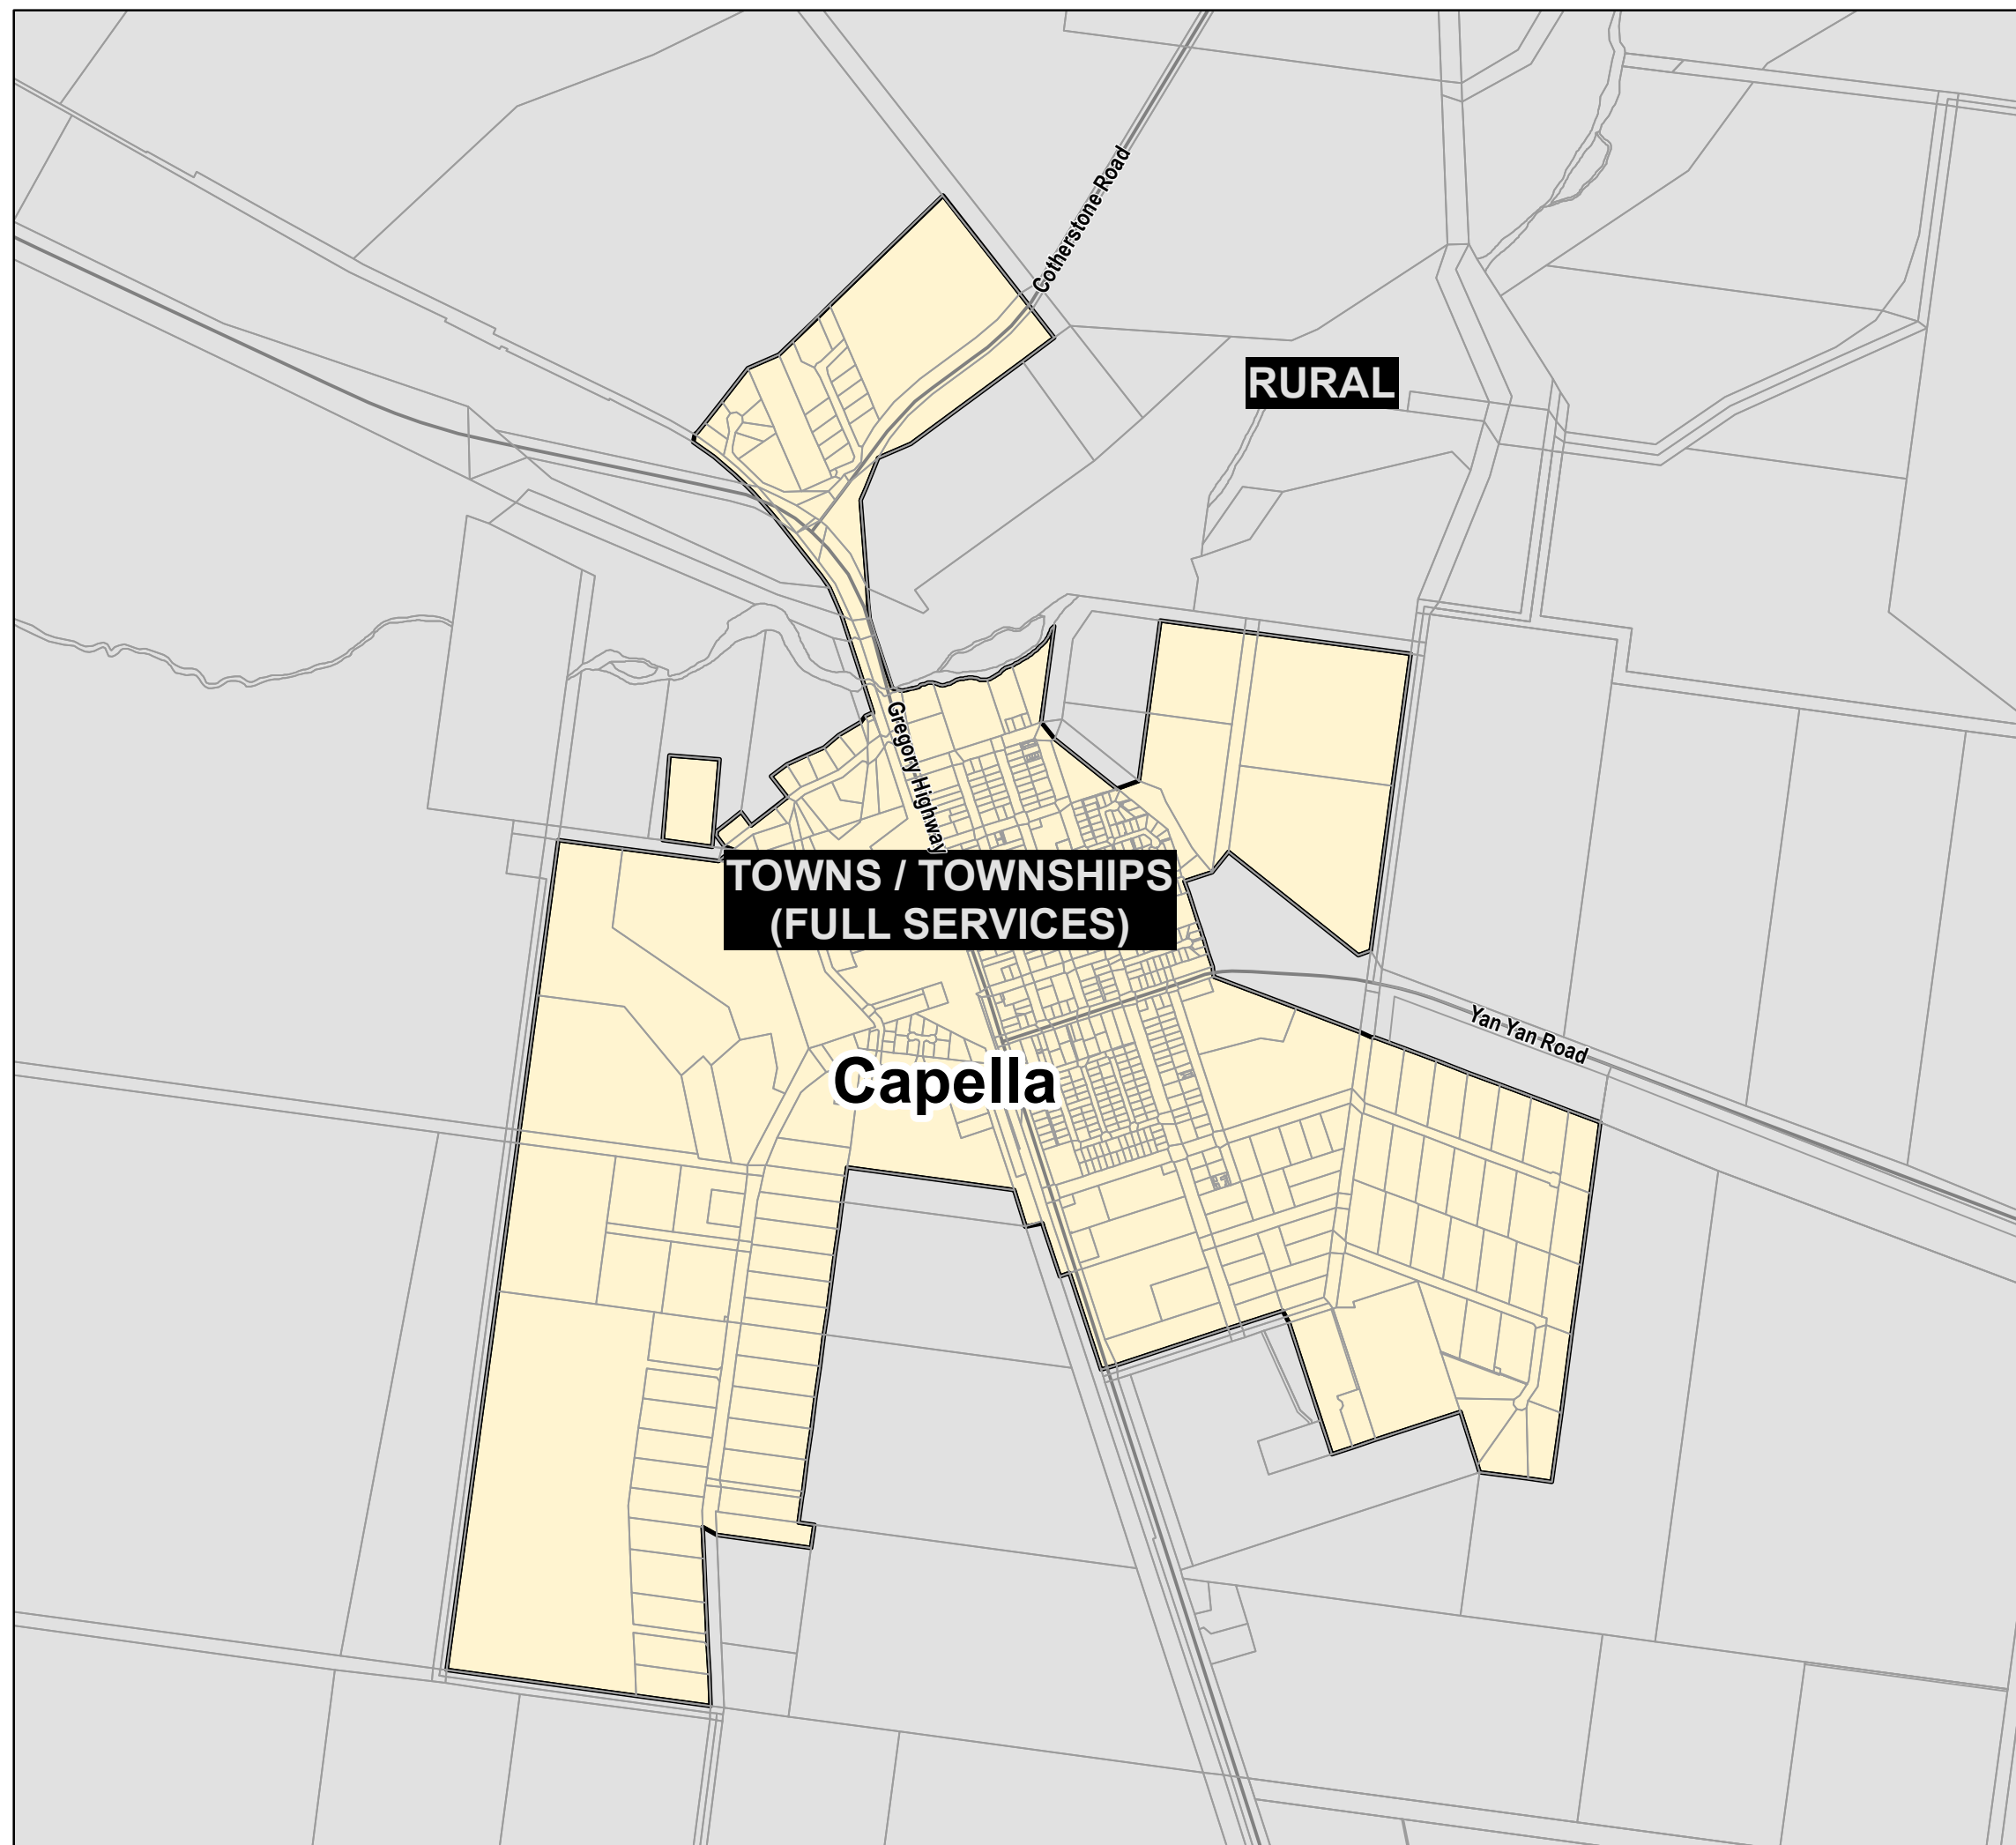 Cotherstone Road
RURAL
Gregory Highway
TOWNS / TOWNSHIPS
(FULL SERVICES)
Yan Yan Road
Capella